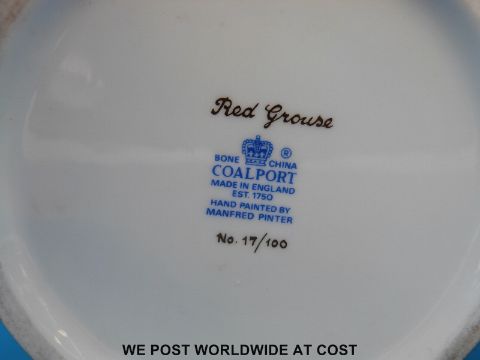 Red Grouse
BONE CHINA ®
COALPORT
MADE IN ENGLAND
EST. 1750
HAND PAINTED BY
MANFRED PINTER
No. 17/100
WE POST WORLDWIDE AT COST